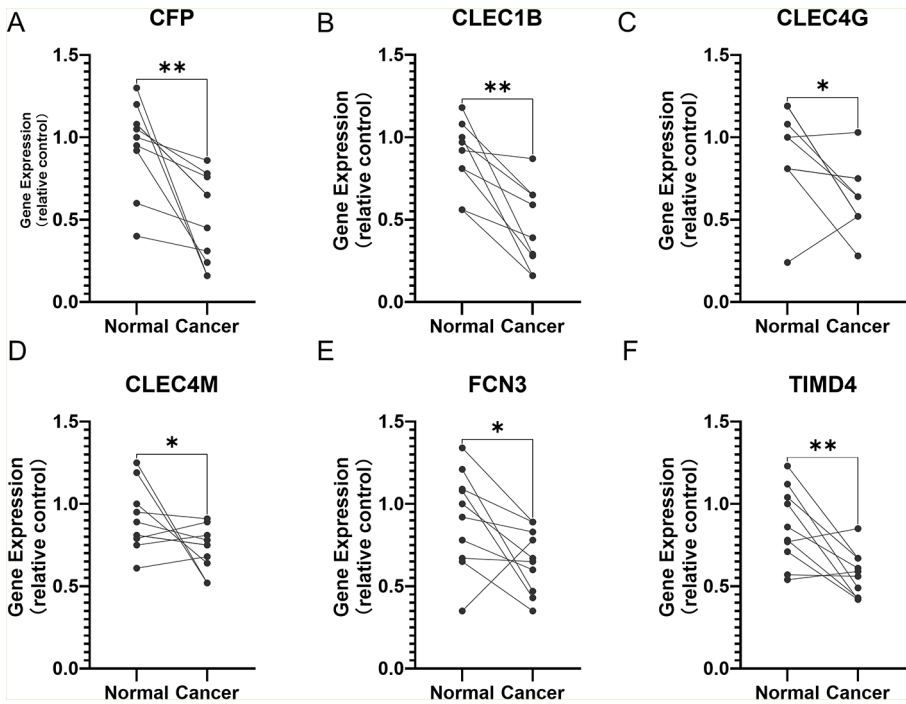 A
CFP
Gene Expression
(relative control)
1.5
1.0
0.5
0.0
**
Normal Cancer
B
CLEC1B
Gene Expression
(relative control)
1.5
1.0
0.5
0.0
**
Normal Cancer
C
CLEC4G
Gene Expression
(relative control)
1.5
1.0
0.5
0.0
*
Normal Cancer
D
CLEC4M
Gene Expression
(relative control)
1.5
1.0
0.5
0.0
*
Normal Cancer
E
FCN3
Gene Expression
(relative control)
1.5
1.0
0.5
0.0
*
Normal Cancer
F
TIMD4
Gene Expression
(relative control)
1.5
1.0
0.5
0.0
**
Normal Cancer